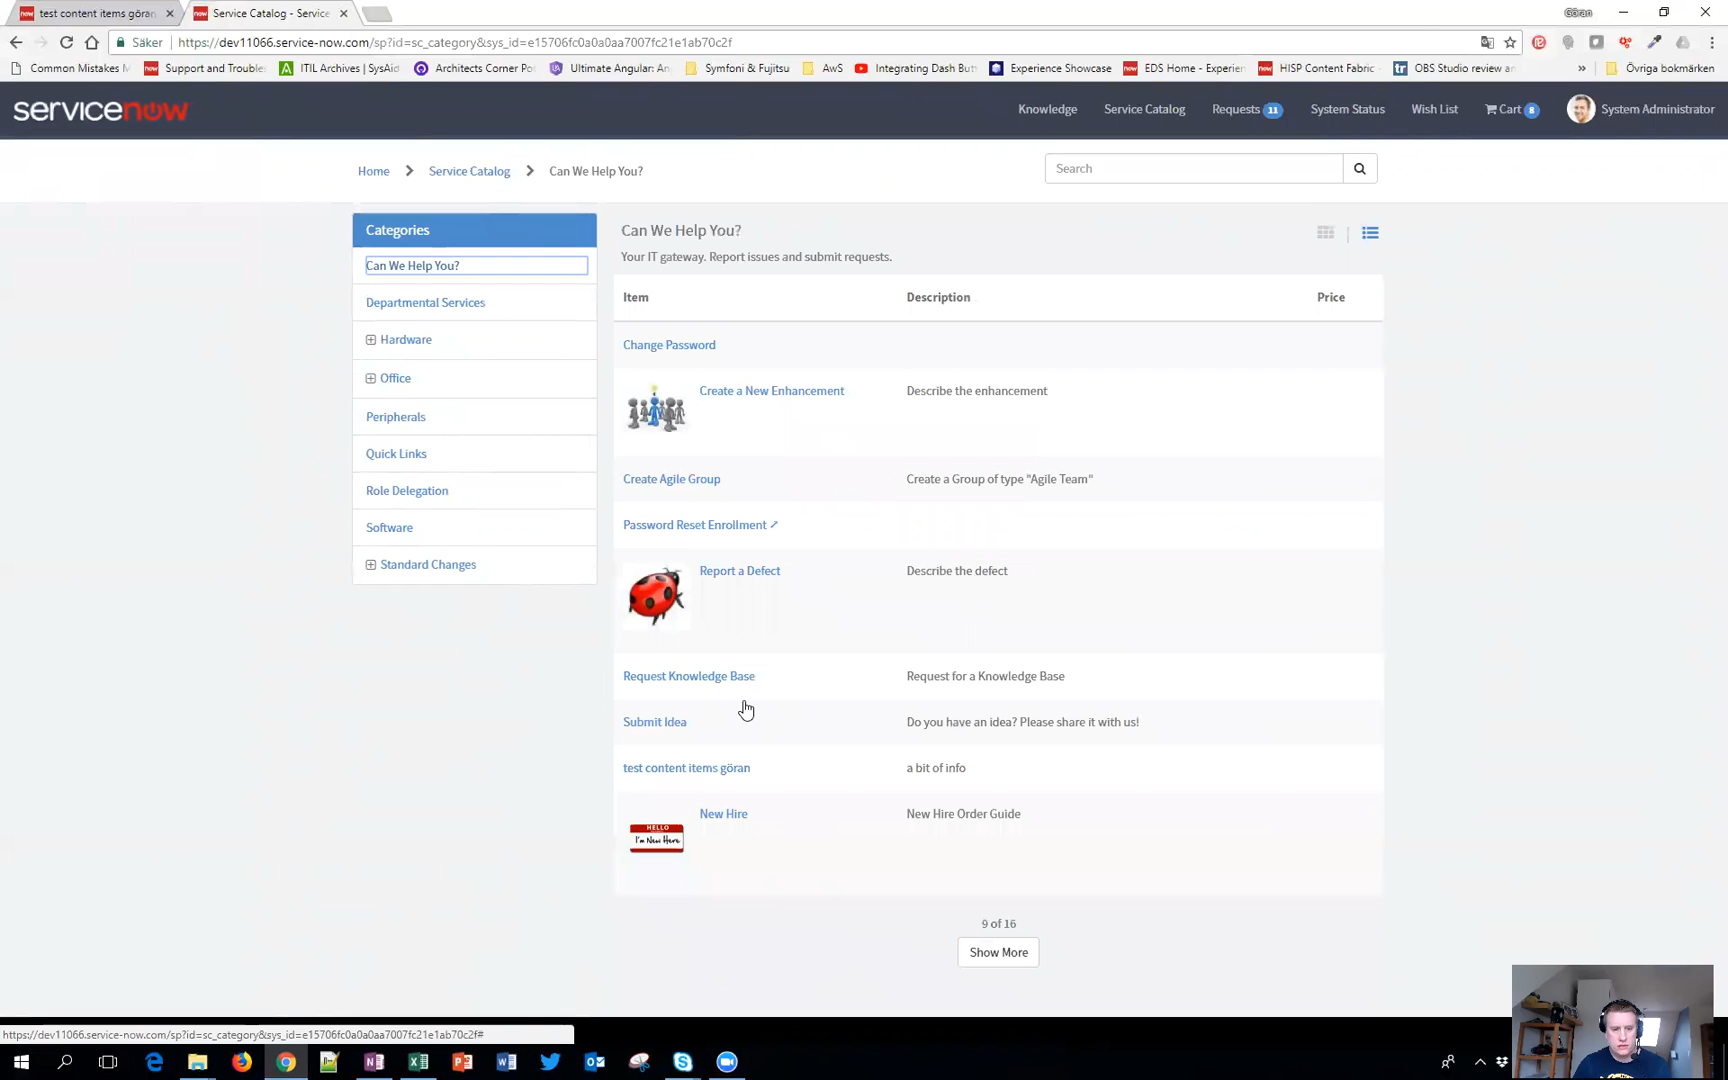 test content items göran
Service Catalog - Service
Göran
Säker
https://dev11066.service-now.com/sp?id=sc_category&sys_id=e15706fc0a0a0aa7007fc21e1ab70c2f
Common Mistakes
Support and Trouble
ITIL Archives | SysAid
Architects Corner Po
Ultimate Angular: An
Symfoni & Fujitsu
AwS
Integrating Dash Butt
Experience Showcase
EDS Home - Experien
HISP Content Fabric
OBS Studio review an
Övriga bokmärken
servicenow
Knowledge
Service Catalog
Requests 11
System Status
Wish List
Cart 8
System Administrator
Home > Service Catalog > Can We Help You?
Search
Categories
Can We Help You?
Departmental Services
Hardware
Office
Peripherals
Quick Links
Role Delegation
Software
Standard Changes
Can We Help You?
Your IT gateway. Report issues and submit requests.
Item Description Price
Change Password
Create a New Enhancement Describe the enhancement
Create Agile Group Create a Group of type "Agile Team"
Password Reset Enrollment
Report a Defect Describe the defect
Request Knowledge Base Request for a Knowledge Base
Submit Idea Do you have an idea? Please share it with us!
test content items göran a bit of info
New Hire New Hire Order Guide
HELLO
I'm New Here
9 of 16
Show More
https://dev11066.service-now.com/sp?id=sc_category&sys_id=e15706fc0a0a0aa7007fc21e1ab70c2f#